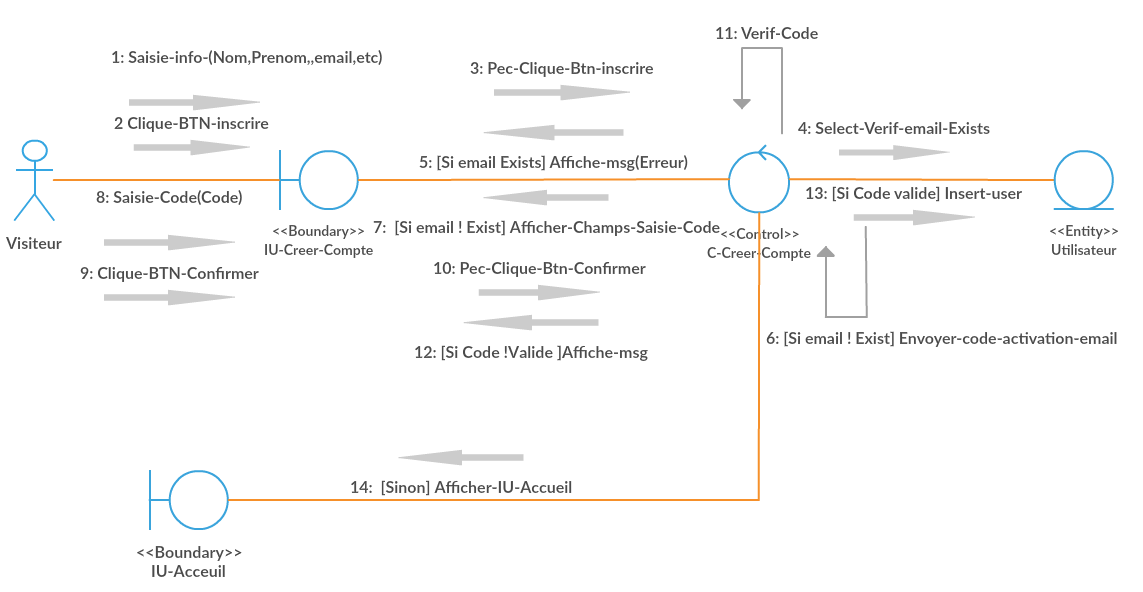 11: Verif-Code
1: Saisie-info-(Nom,Prenom,,email,etc)
3: Pec-Clique-Btn-inscrire
2 Clique-BTN-inscrire
4: Select-Verif-email-Exists
5: [Si email Exists] Affiche-msg(Erreur)
8: Saisie-Code(Code)
13: [Si Code valide] Insert-user
Visiteur
<<Boundary>>
IU-Creer-Compte
7:  [Si email ! Exist] Afficher-Champs-Saisie-Code
<<Control>>
C-Creer-Compte
<<Entity>>
Utilisateur
9: Clique-BTN-Confirmer
10: Pec-Clique-Btn-Confirmer
6: [Si email ! Exist] Envoyer-code-activation-email
12: [Si Code !Valide ]Affiche-msg
14:  [Sinon] Afficher-IU-Accueil
<<Boundary>>
IU-Acceuil